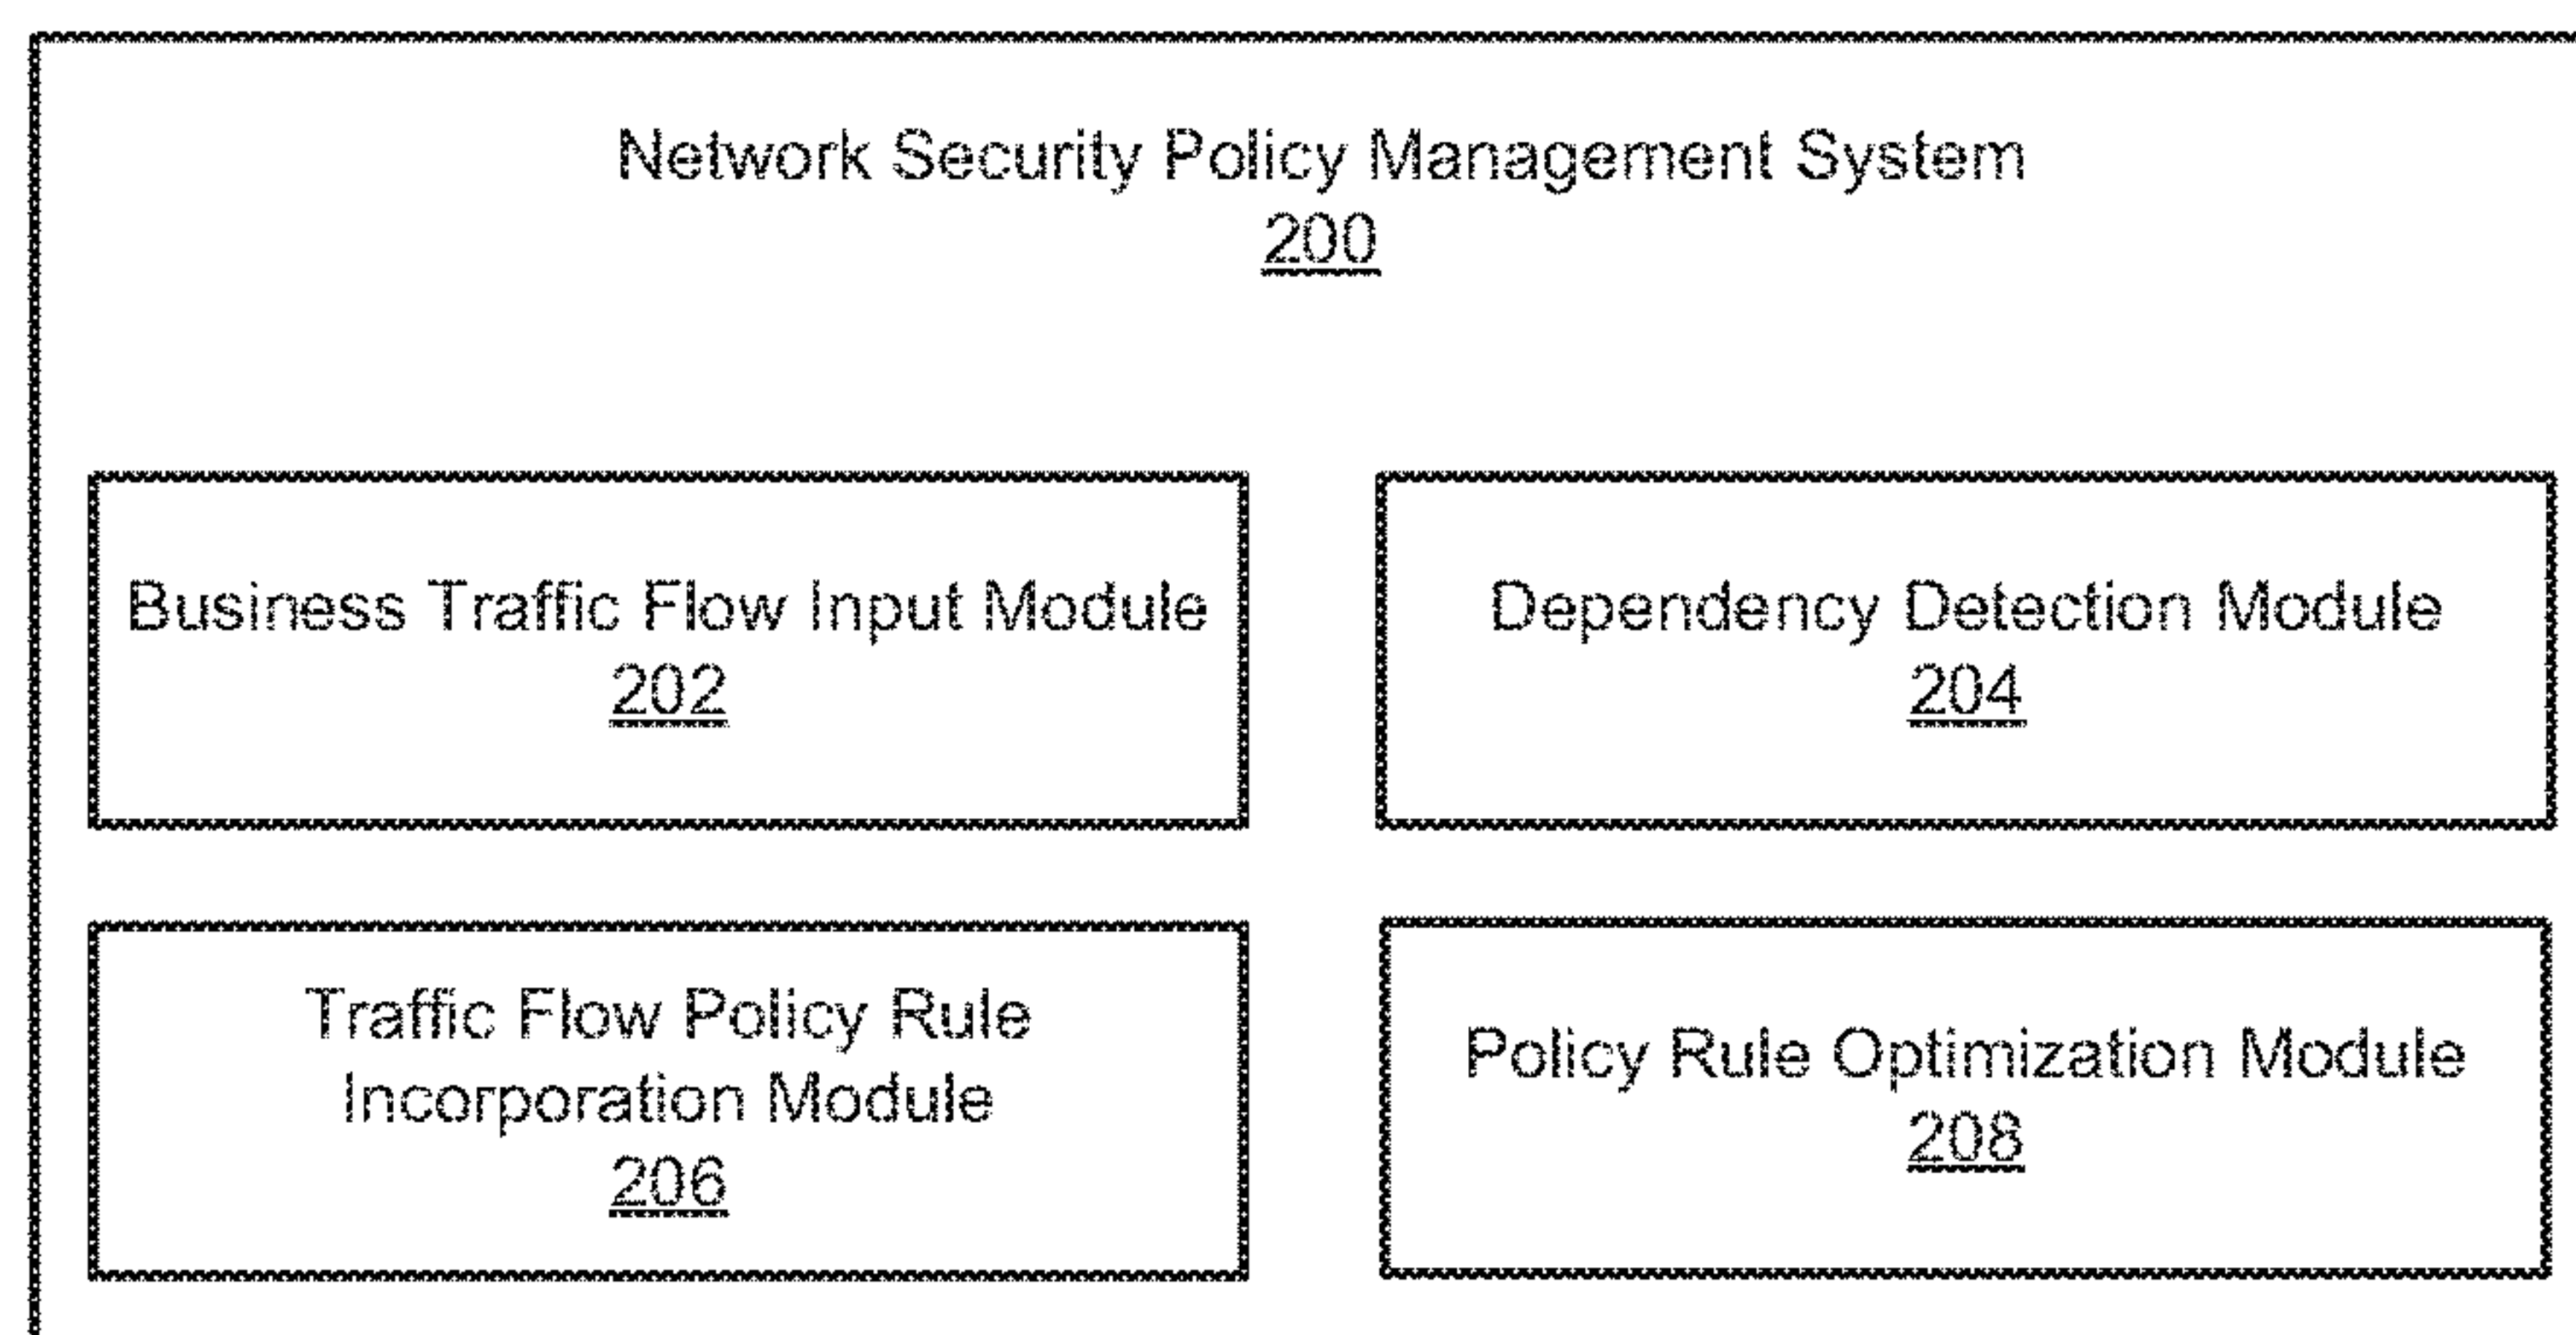 Network Security Policy Management System
200
Business Traffic Flow Input Module
202
Dependency Detection Module
204
Traffic Flow Policy Rule
Incorporation Module
206
Policy Rule Optimization Module
208